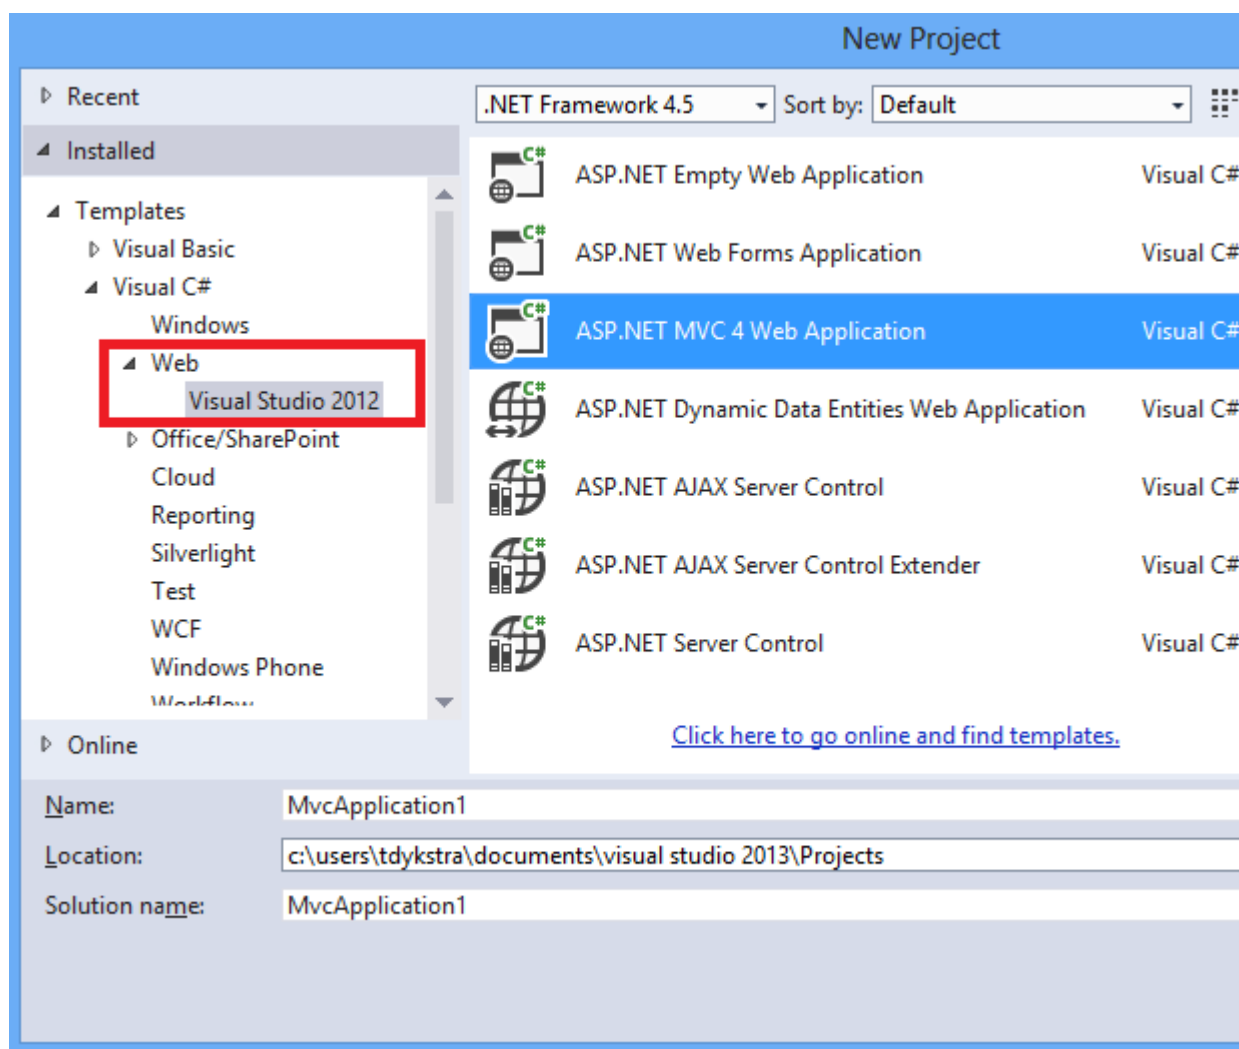 New Project
Recent
Installed
Templates
Visual Basic
Visual C#
Windows
Web
Visual Studio 2012
Office/SharePoint
Cloud
Reporting
Silverlight
Test
WCF
Windows Phone
Workflow
Online
.NET Framework 4.5 Sort by: Default
C# ASP.NET Empty Web Application Visual C#
C# ASP.NET Web Forms Application Visual C#
C# ASP.NET MVC 4 Web Application Visual C#
C# ASP.NET Dynamic Data Entities Web Application Visual C#
C# ASP.NET AJAX Server Control Visual C#
C# ASP.NET AJAX Server Control Extender Visual C#
C# ASP.NET Server Control Visual C#
Click here to go online and find templates.
Name: MvcApplication1
Location: c:\users\tdykstra\documents\visual studio 2013\Projects
Solution name: MvcApplication1